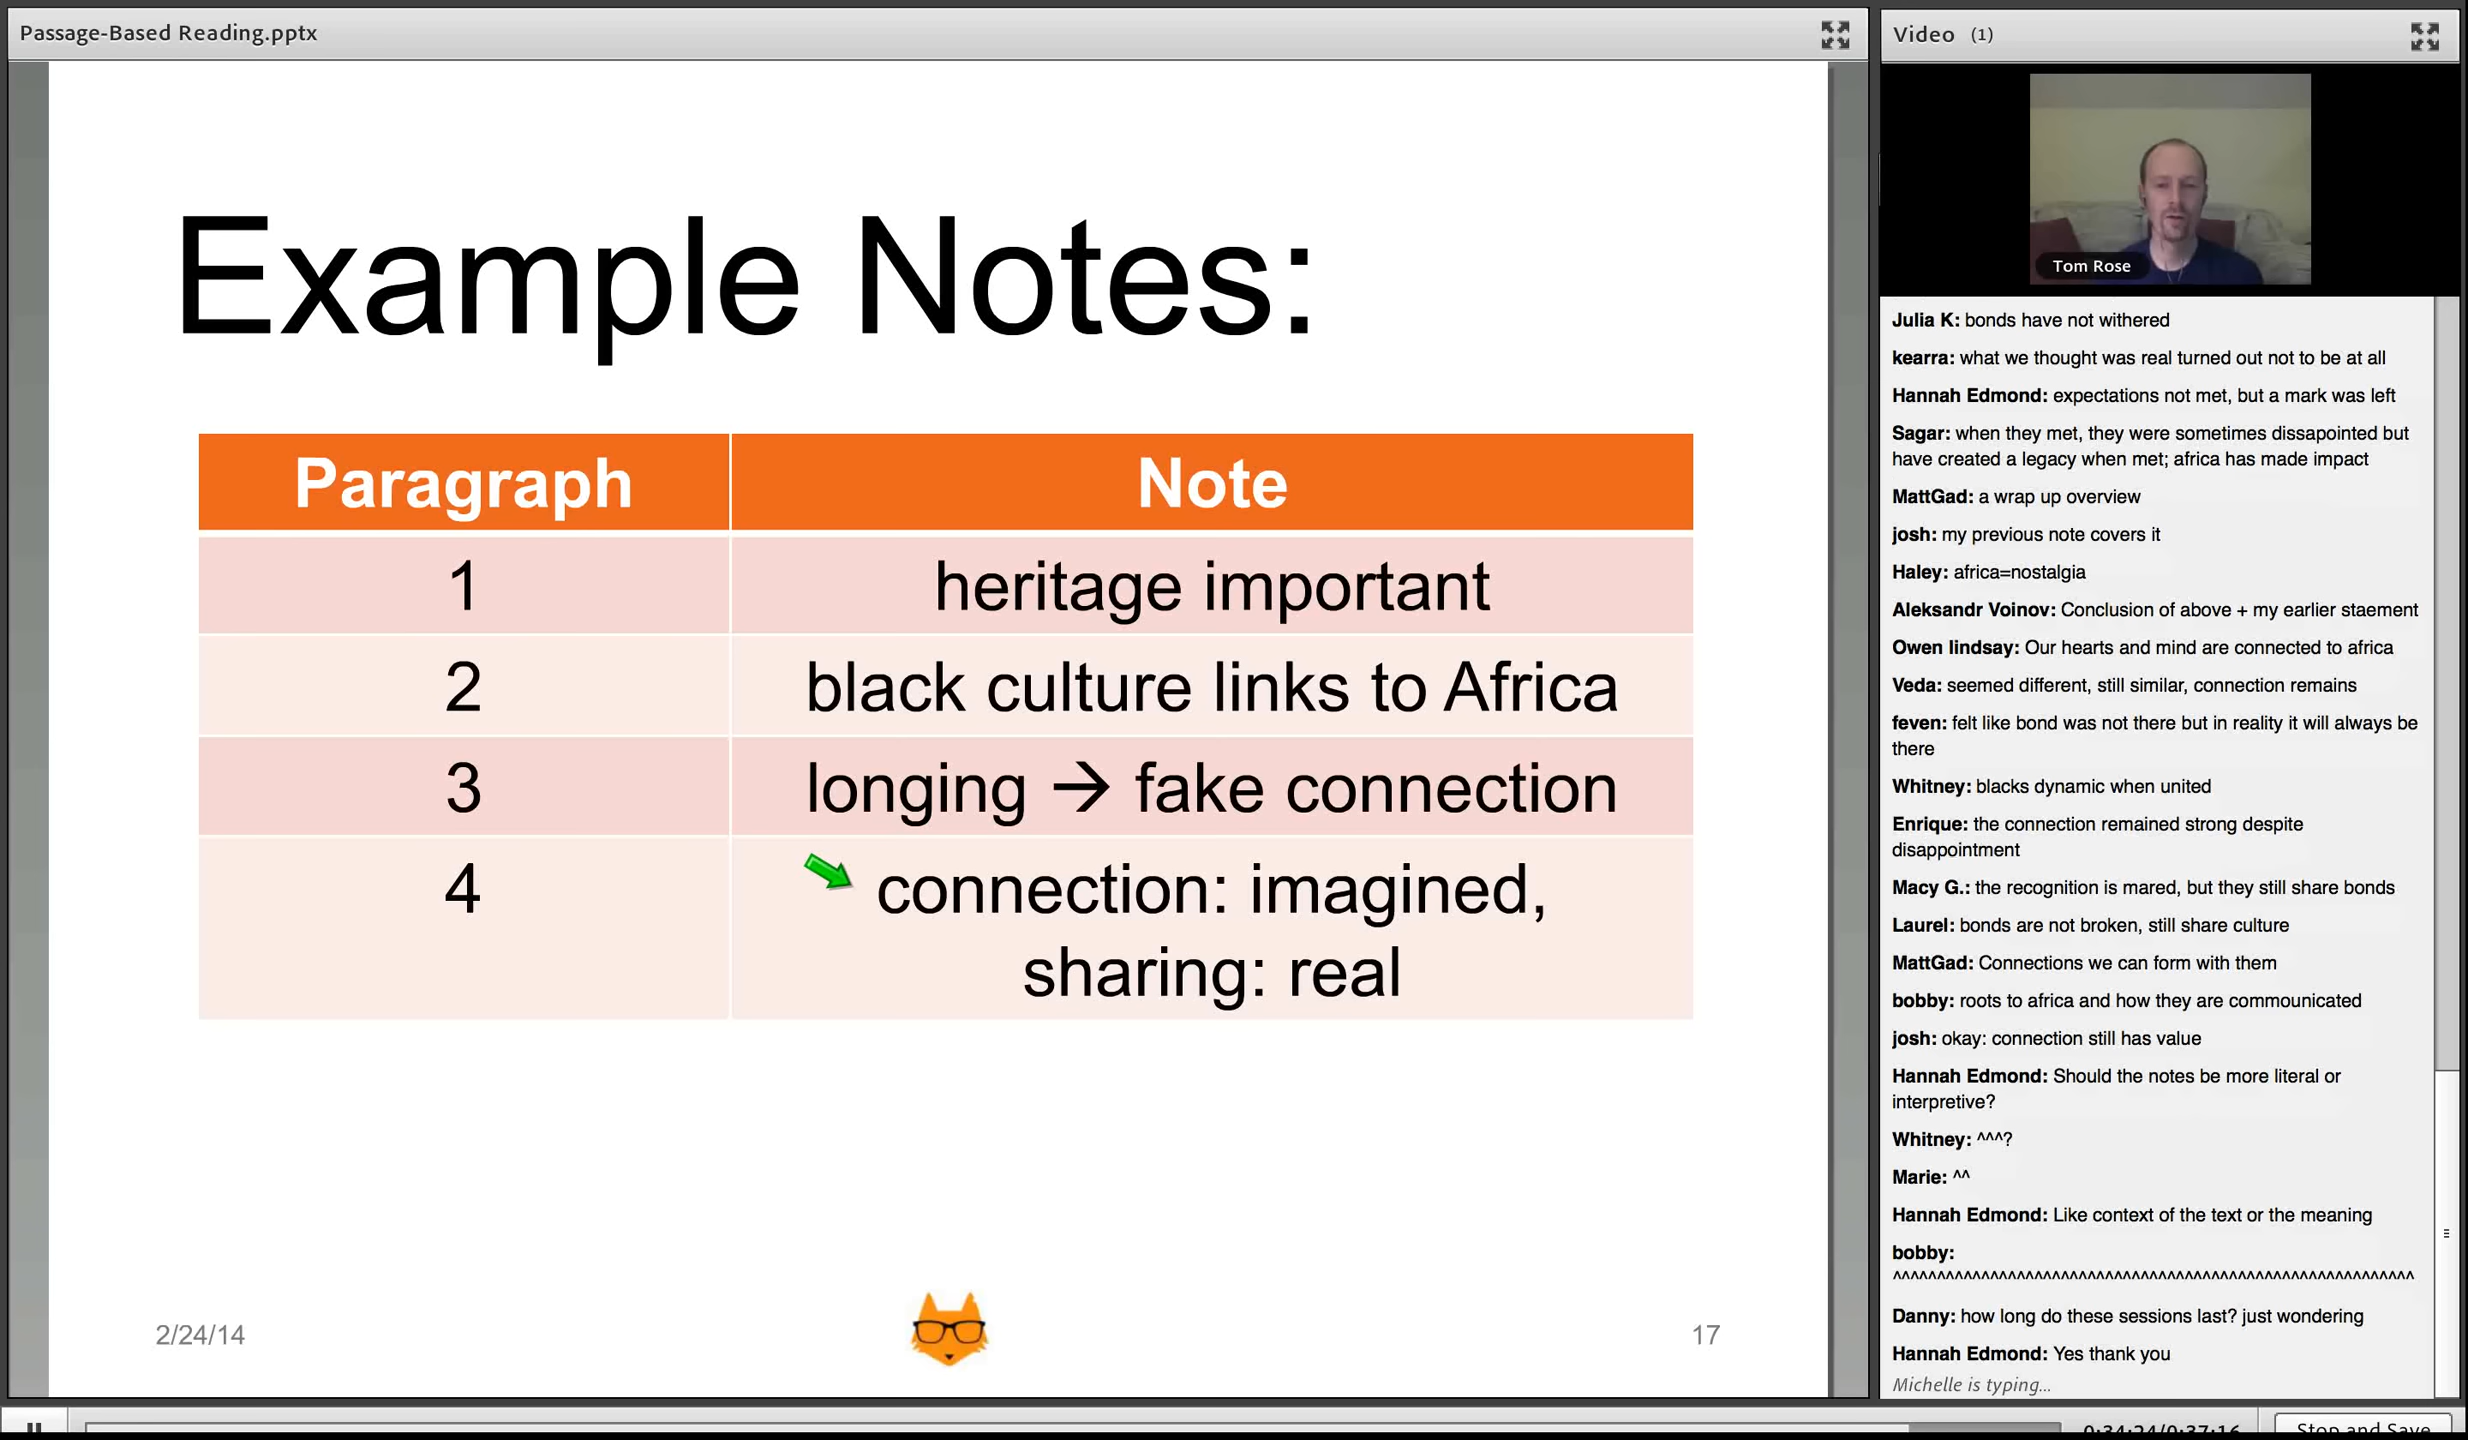 Passage-Based Reading.pptx
Example Notes:
Paragraph Note
1 heritage important
2 black culture links to Africa
3 longing → fake connection
4 connection: imagined,
sharing: real
2/24/14
17
Video (1)
Tom Rose
Julia K: bonds have not withered
kearra: what we thought was real turned out not to be at all
Hannah Edmond: expectations not met, but a mark was left
Sagar: when they met, they were sometimes dissapointed but
have created a legacy when met; africa has made impact
MattGad: a wrap up overview
josh: my previous note covers it
Haley: africa=nostalgia
Aleksandr Voinov: Conclusion of above + my earlier staement
Owen lindsay: Our hearts and mind are connected to africa
Veda: seemed different, still similar, connection remains
feven: felt like bond was not there but in reality it will always be
there
Whitney: blacks dynamic when united
Enrique: the connection remained strong despite
disappointment
Macy G.: the recognition is mared, but they still share bonds
Laurel: bonds are not broken, still share culture
MattGad: Connections we can form with them
bobby: roots to africa and how they are commounicated
josh: okay: connection still has value
Hannah Edmond: Should the notes be more literal or
interpretive?
Whitney: ^^^?
Marie: ^^
Hannah Edmond: Like context of the text or the meaning
bobby:
^^^^^^^^^^^^^^^^^^^^^^^^^^^^^^^^^^^^^^^^^^^^^^^^^^^^^^^^^^^
Danny: how long do these sessions last? just wondering
Hannah Edmond: Yes thank you
Michelle is typing...
0:34:24/0:37:16
Stop and Save